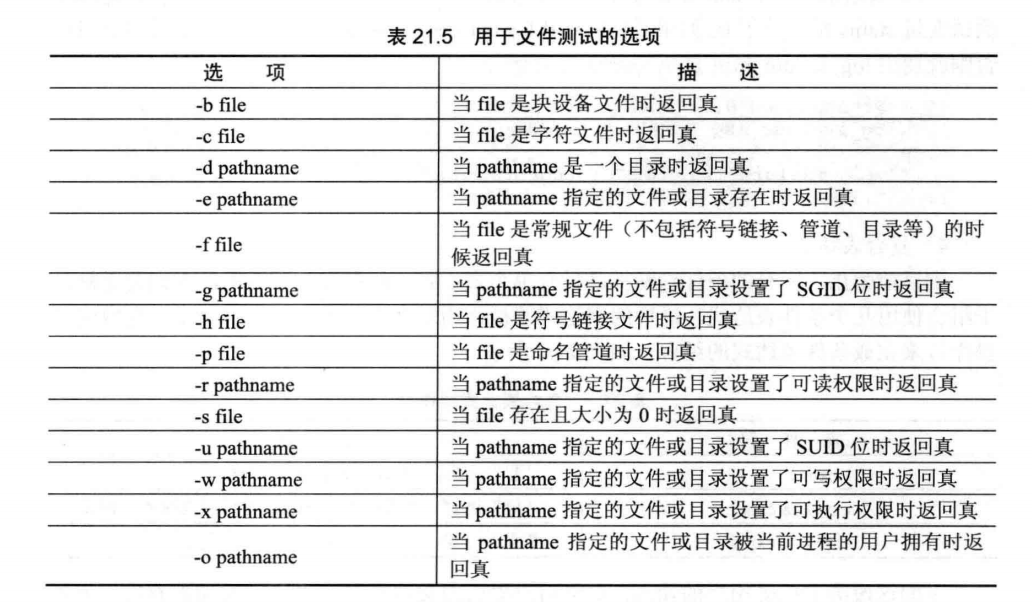 表 21.5 用于文件测试的选项
选 项 描 述
-b file 当 file 是块设备文件时返回真
-c file 当 file 是字符文件时返回真
-d pathname 当 pathname 是一个目录时返回真
-e pathname 当 pathname 指定的文件或目录存在时返回真
-f file 当 file 是常规文件（不包括符号链接、管道、目录等）的时
候返回真
-g pathname 当 pathname 指定的文件或目录设置了 SGID 位时返回真
-h file 当 file 是符号链接文件时返回真
-p file 当 file 是命名管道时返回真
-r pathname 当 pathname 指定的文件或目录设置了可读权限时返回真
-s file 当 file 存在且大小为 0 时返回真
-u pathname 当 pathname 指定的文件或目录设置了 SUID 位时返回真
-w pathname 当 pathname 指定的文件或目录设置了可写权限时返回真
-x pathname 当 pathname 指定的文件或目录设置了可执行权限时返回真
-o pathname 当 pathname 指定的文件或目录被当前进程的用户拥有时返
回真